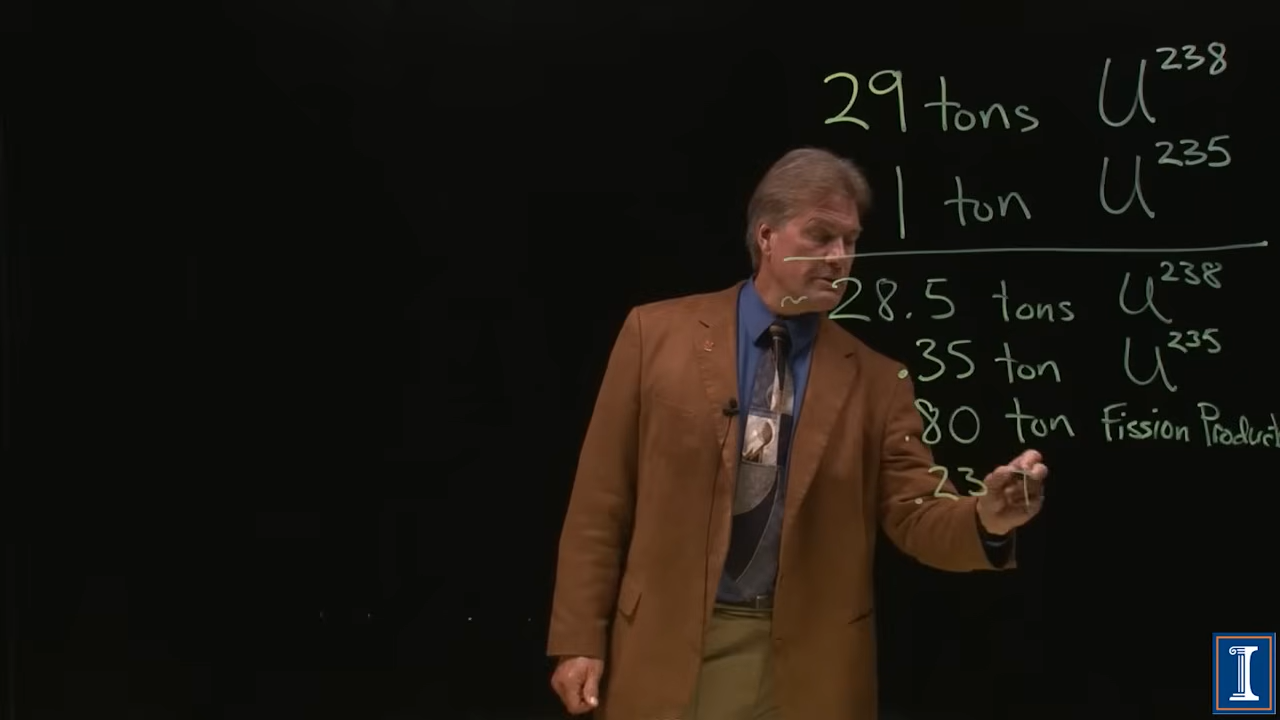 29 tons U²³⁸
1 ton U²³⁵
~28.5 tons U²³⁸
.35 ton U²³⁵
.80 ton Fission Product
.23 T
I